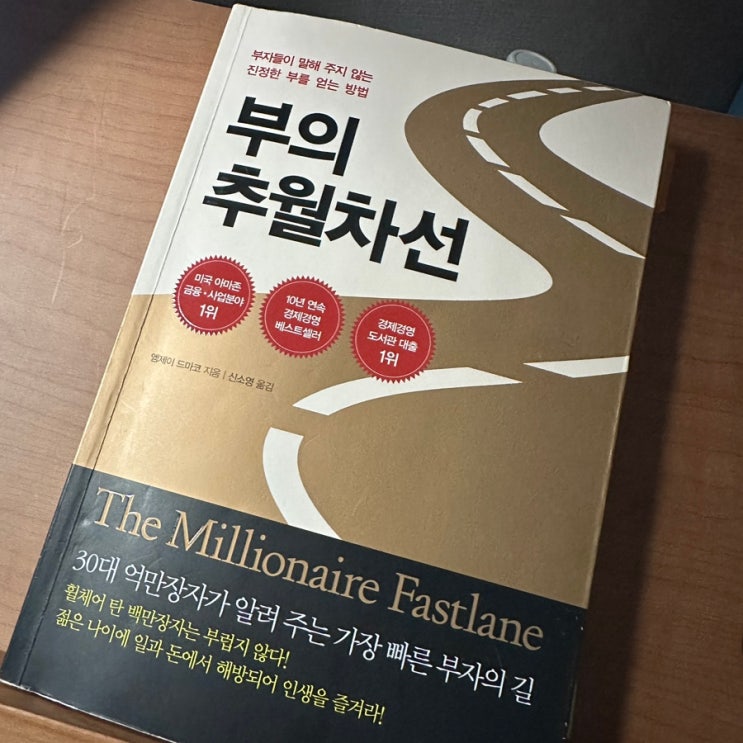 부자들이 말해 주지 않는
진정한 부를 얻는 방법
부의
추월차선
미국 아마존
금융·사업분야
1위
10년 연속
경제경영
베스트셀러
경제경영
도서관 대출
1위
엠제이 드마코 지음 | 신소영 옮김
The Millionaire Fastlane
30대 억만장자가 알려 주는 가장 빠른 부자의 길
휠체어 탄 백만장자는 부럽지 않다!
젊은 나이에 일과 돈에서 해방되어 인생을 즐겨라!